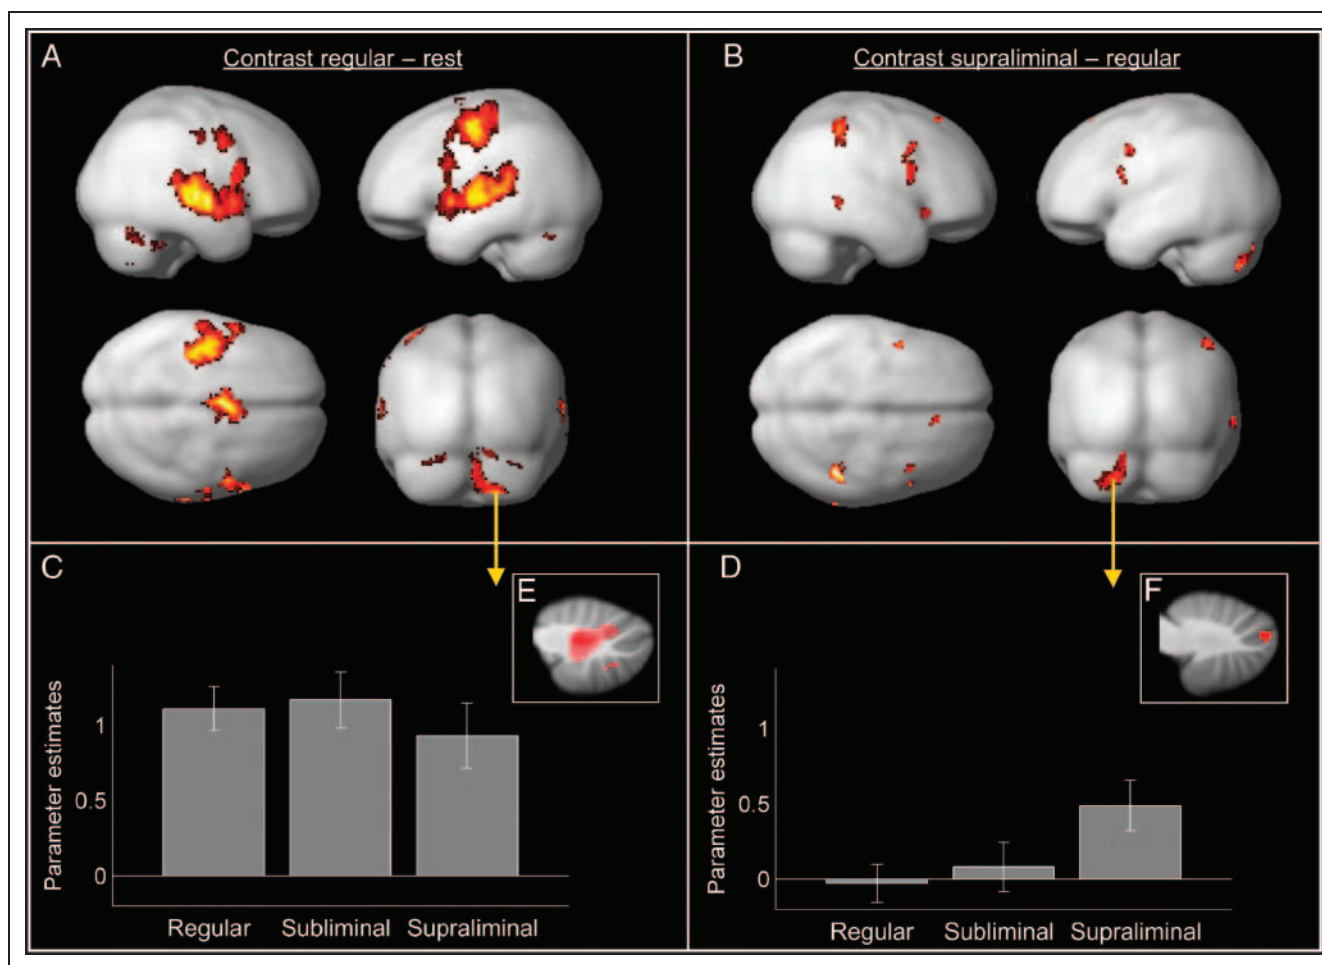 A
Contrast regular – rest
B
Contrast supraliminal – regular
C
E
Parameter estimates
1
0.5
0
Regular Subliminal Supraliminal
D
F
Parameter estimates
1
0.5
0
Regular Subliminal Supraliminal